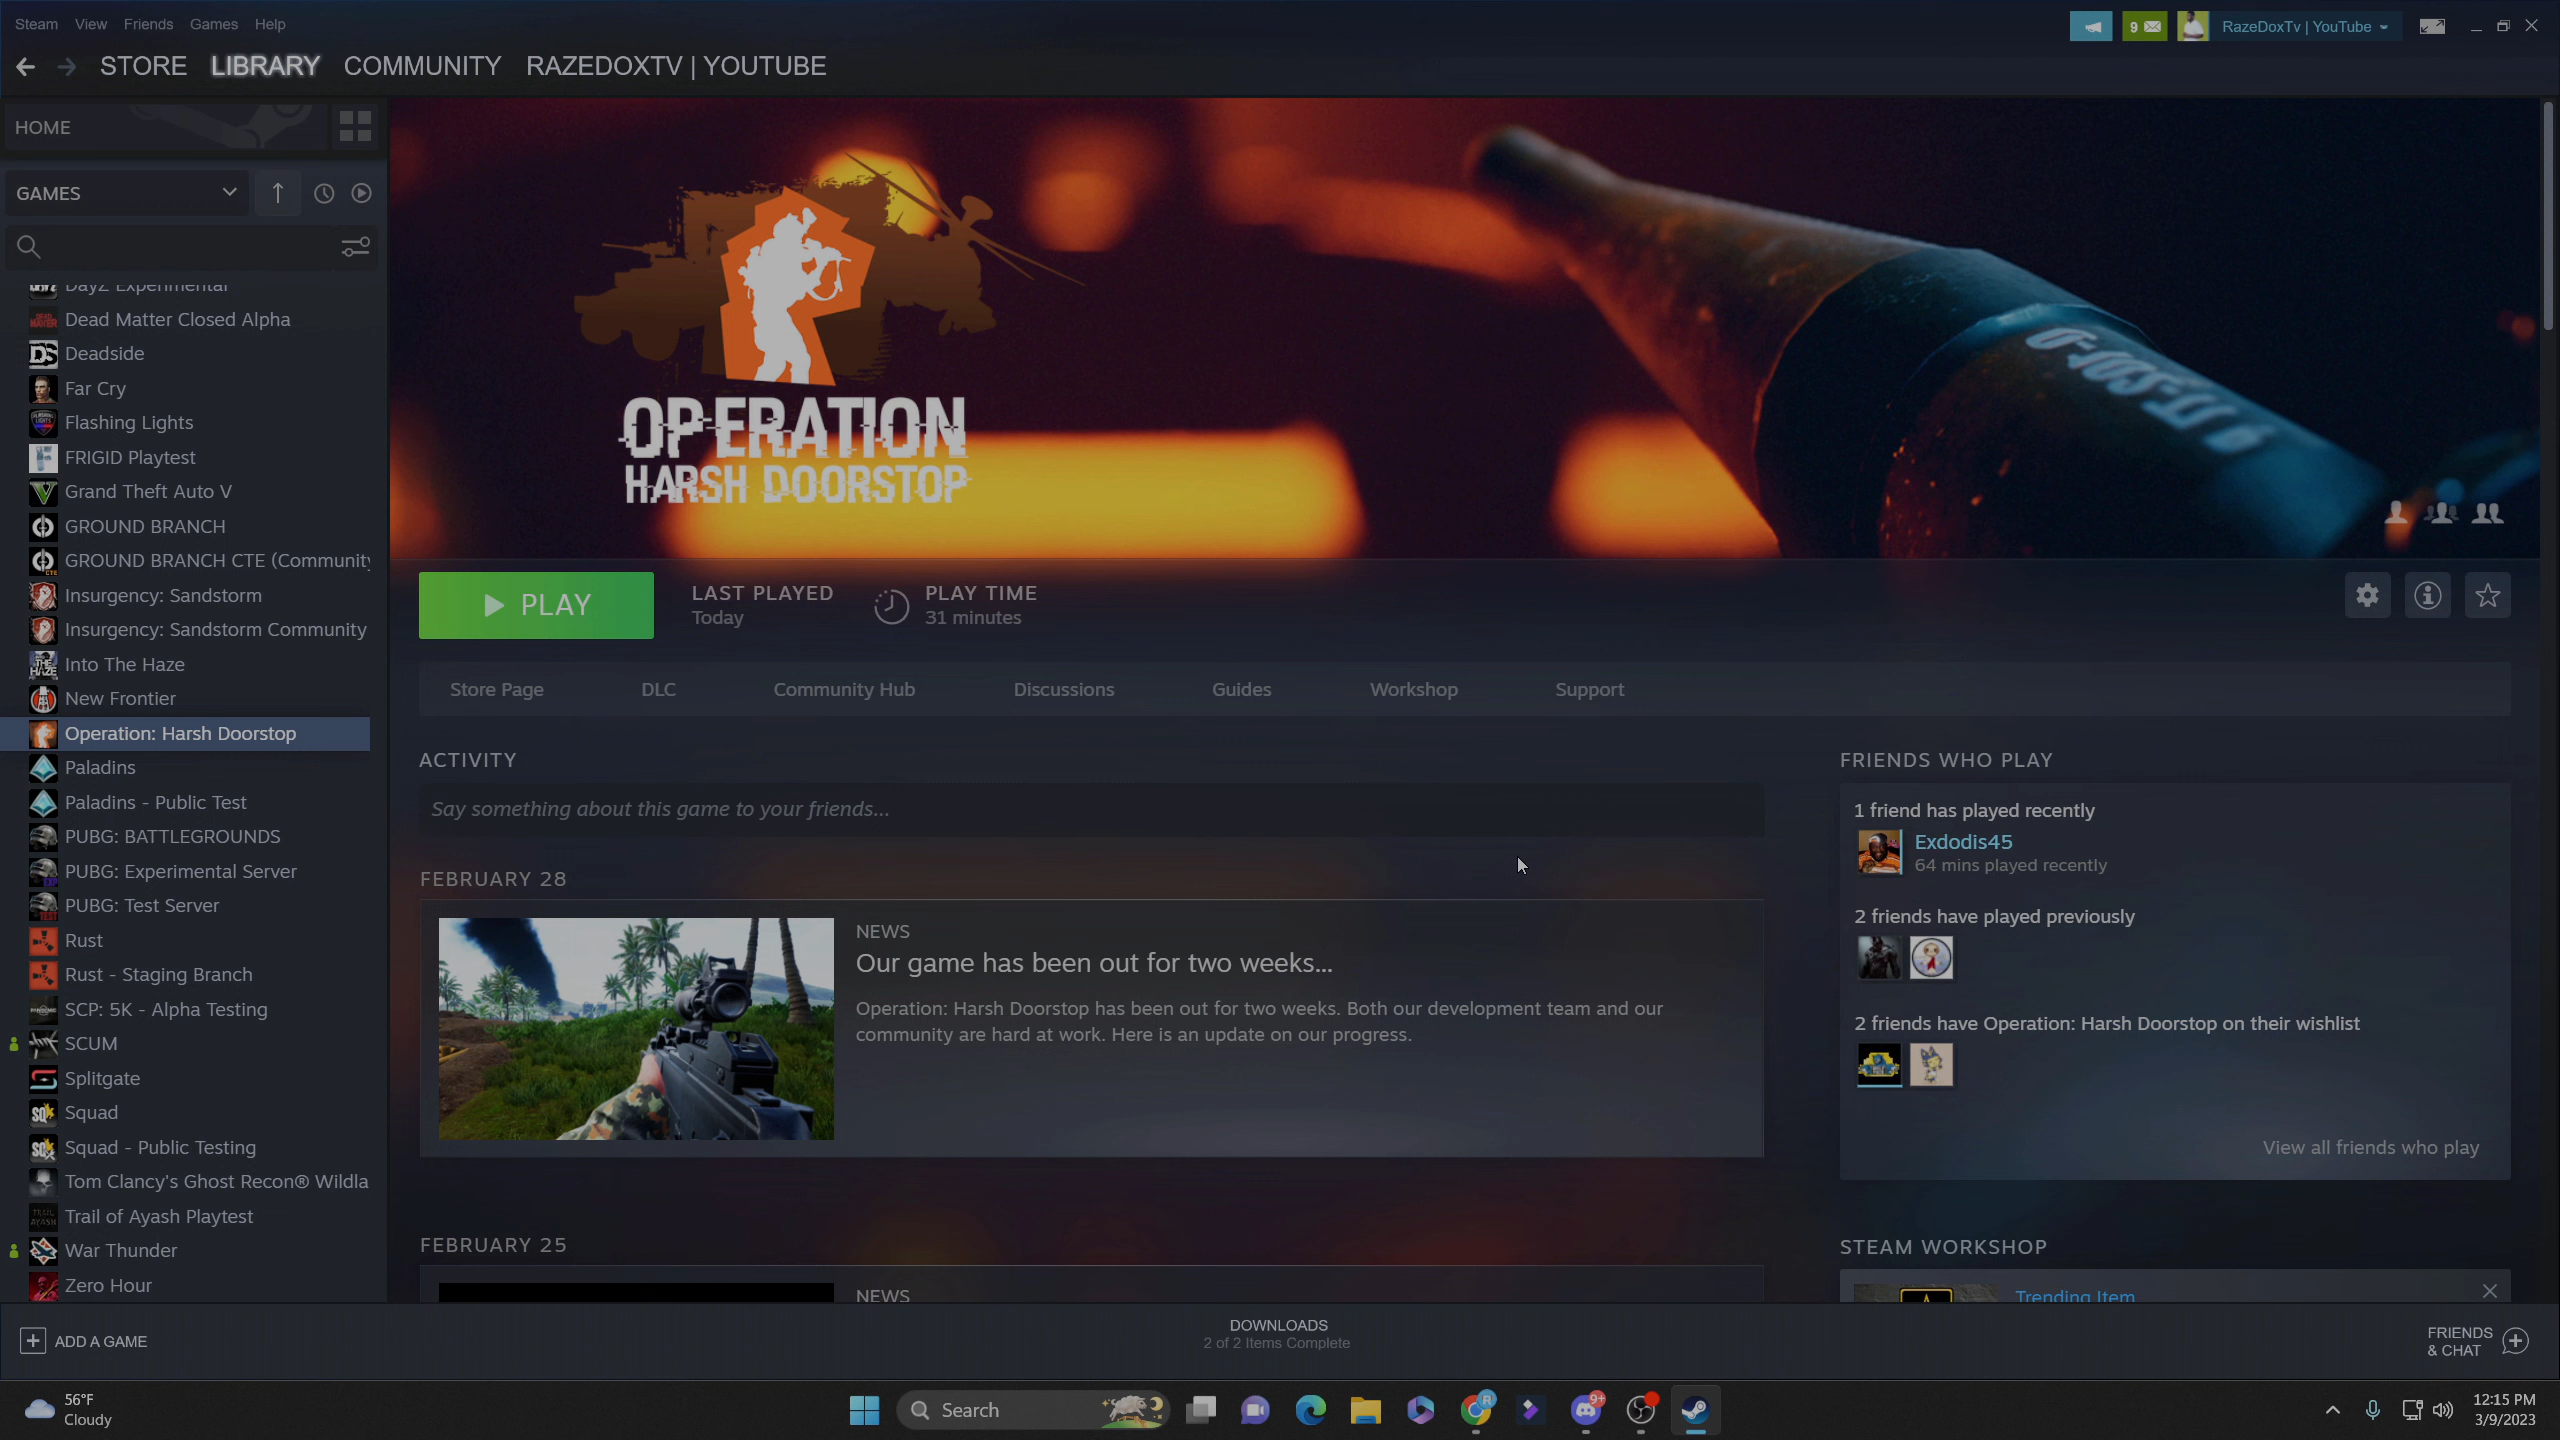 Steam View Friends Games Help
9
RazeDoxTv | YouTube
STORE LIBRARY COMMUNITY RAZEDOXTV | YOUTUBE
HOME
GAMES
DayZ Experimental
Dead Matter Closed Alpha
Deadside
Far Cry
Flashing Lights
FRIGID Playtest
Grand Theft Auto V
GROUND BRANCH
GROUND BRANCH CTE (Community
Insurgency: Sandstorm
Insurgency: Sandstorm Community
Into The Haze
New Frontier
Operation: Harsh Doorstop
Paladins
Paladins - Public Test
PUBG: BATTLEGROUNDS
PUBG: Experimental Server
PUBG: Test Server
Rust
Rust - Staging Branch
SCP: 5K - Alpha Testing
SCUM
Splitgate
Squad
Squad - Public Testing
Tom Clancy's Ghost Recon® Wildla
Trail of Ayash Playtest
War Thunder
Zero Hour
OPERATION
HARSH DOORSTOP
PLAY
LAST PLAYED
Today
PLAY TIME
31 minutes
Store Page DLC Community Hub Discussions Guides Workshop Support
ACTIVITY
Say something about this game to your friends...
FEBRUARY 28
NEWS
Our game has been out for two weeks...
Operation: Harsh Doorstop has been out for two weeks. Both our development team and our
community are hard at work. Here is an update on our progress.
FEBRUARY 25
NEWS
FRIENDS WHO PLAY
1 friend has played recently
Exdodis45
64 mins played recently
2 friends have played previously
2 friends have Operation: Harsh Doorstop on their wishlist
View all friends who play
STEAM WORKSHOP
Trending Item
ADD A GAME
DOWNLOADS
2 of 2 Items Complete
FRIENDS
& CHAT
56°F
Cloudy
Search
9+
12:15 PM
3/9/2023